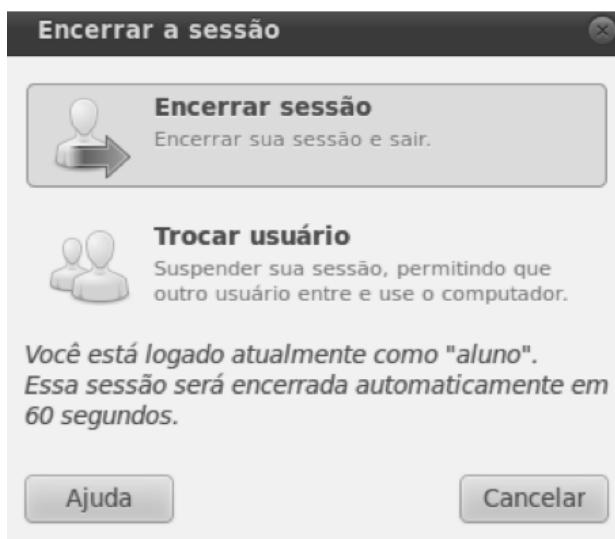 Encerrar a sessão
Encerrar sessão
Encerrar sua sessão e sair.
Trocar usuário
Suspender sua sessão, permitindo que
outro usuário entre e use o computador.
Você está logado atualmente como "aluno".
Essa sessão será encerrada automaticamente em
60 segundos.
Ajuda
Cancelar